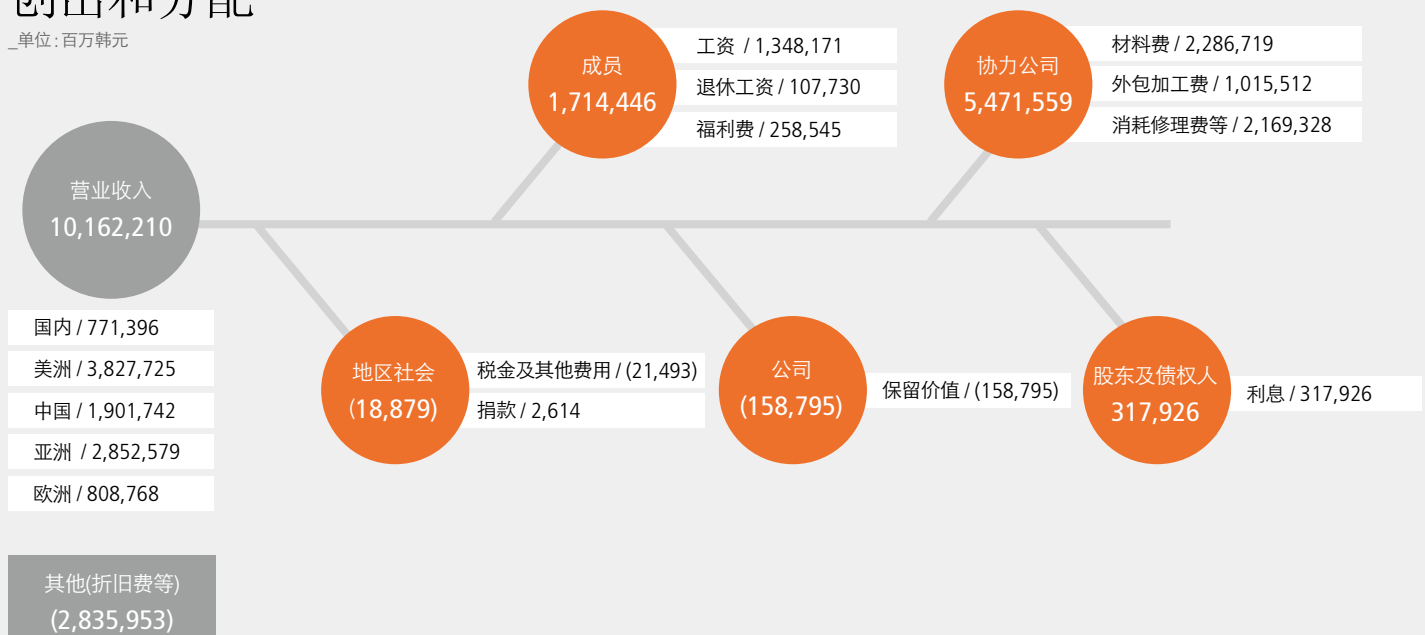 创出和分配
_单位 : 百万韩元
营业收入
10,162,210
国内 / 771,396
美洲 / 3,827,725
中国 / 1,901,742
亚洲 / 2,852,579
欧洲 / 808,768
其他(折旧费等)
(2,835,953)
成员
1,714,446
工资 / 1,348,171
退休工资 / 107,730
福利费 / 258,545
协力公司
5,471,559
材料费 / 2,286,719
外包加工费 / 1,015,512
消耗修理费等 / 2,169,328
地区社会
(18,879)
税金及其他费用 / (21,493)
捐款 / 2,614
公司
(158,795)
保留价值 / (158,795)
股东及债权人
317,926
利息 / 317,926